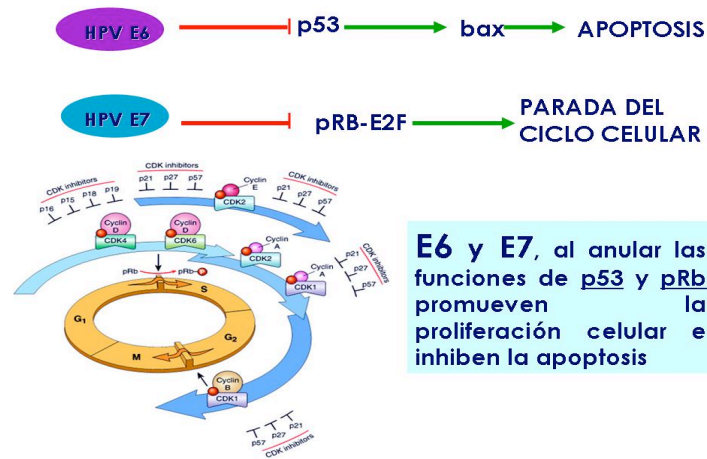 HPV E6
p53
bax
APOPTOSIS
HPV E7
pRB-E2F
PARADA DEL
CICLO CELULAR
CDK inhibitors
p16 p15 p18 p19
CDK inhibitors
p21 p27 p57
Cyclin
E
CDK2
CDK inhibitors
p21
p27
p57
Cyclin
D
CDK4
Cyclin
D
CDK6
Cyclin
A
CDK2
Cyclin
A
CDK1
CDK inhibitors
p21
p27
p57
pRb
pRb-P
G1
S
G2
M
Cyclin
B
CDK1
p57 p27 p21
CDK inhibitors
E6 y E7, al anular las
funciones de p53 y pRb
promueven la
proliferación celular e
inhiben la apoptosis